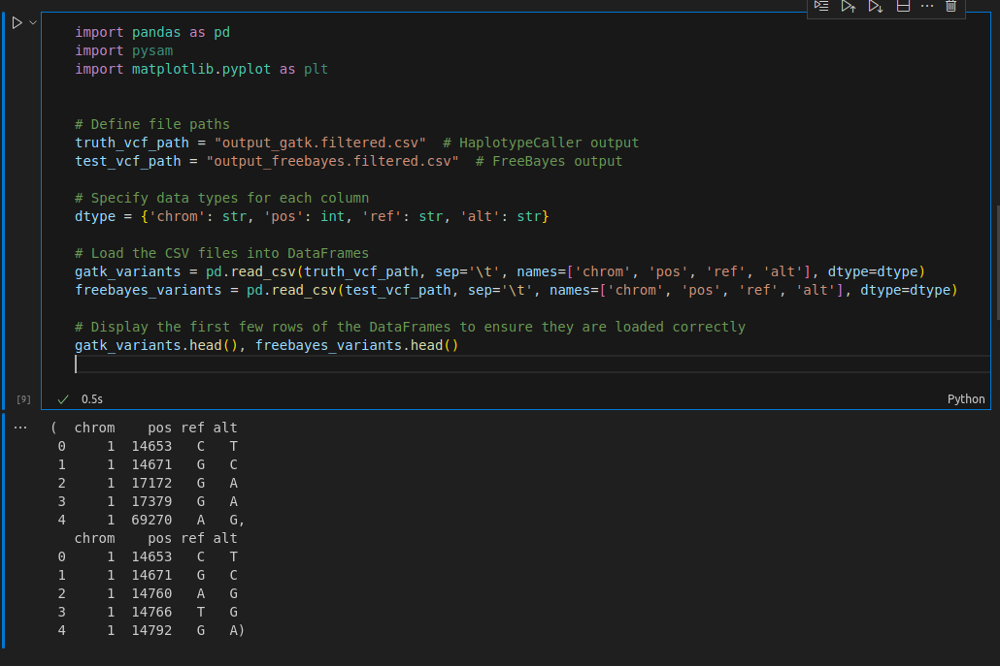 import pandas as pd
import pysam
import matplotlib.pyplot as plt
# Define file paths
truth_vcf_path = "output_gatk.filtered.csv"  # HaplotypeCaller output
test_vcf_path = "output_freebayes.filtered.csv"  # FreeBayes output
# Specify data types for each column
dtype = {'chrom': str, 'pos': int, 'ref': str, 'alt': str}
# Load the CSV files into DataFrames
gatk_variants = pd.read_csv(truth_vcf_path, sep='\t', names=['chrom', 'pos', 'ref', 'alt'], dtype=dtype)
freebayes_variants = pd.read_csv(test_vcf_path, sep='\t', names=['chrom', 'pos', 'ref', 'alt'], dtype=dtype)
# Display the first few rows of the DataFrames to ensure they are loaded correctly
gatk_variants.head(), freebayes_variants.head()
[9] 0.5s Python
(  chrom    pos ref alt
0     1  14653   C   T
1     1  14671   G   C
2     1  17172   G   A
3     1  17379   G   A
4     1  69270   A   G,
chrom    pos ref alt
0     1  14653   C   T
1     1  14671   G   C
2     1  14760   A   G
3     1  14766   T   G
4     1  14792   G   A)